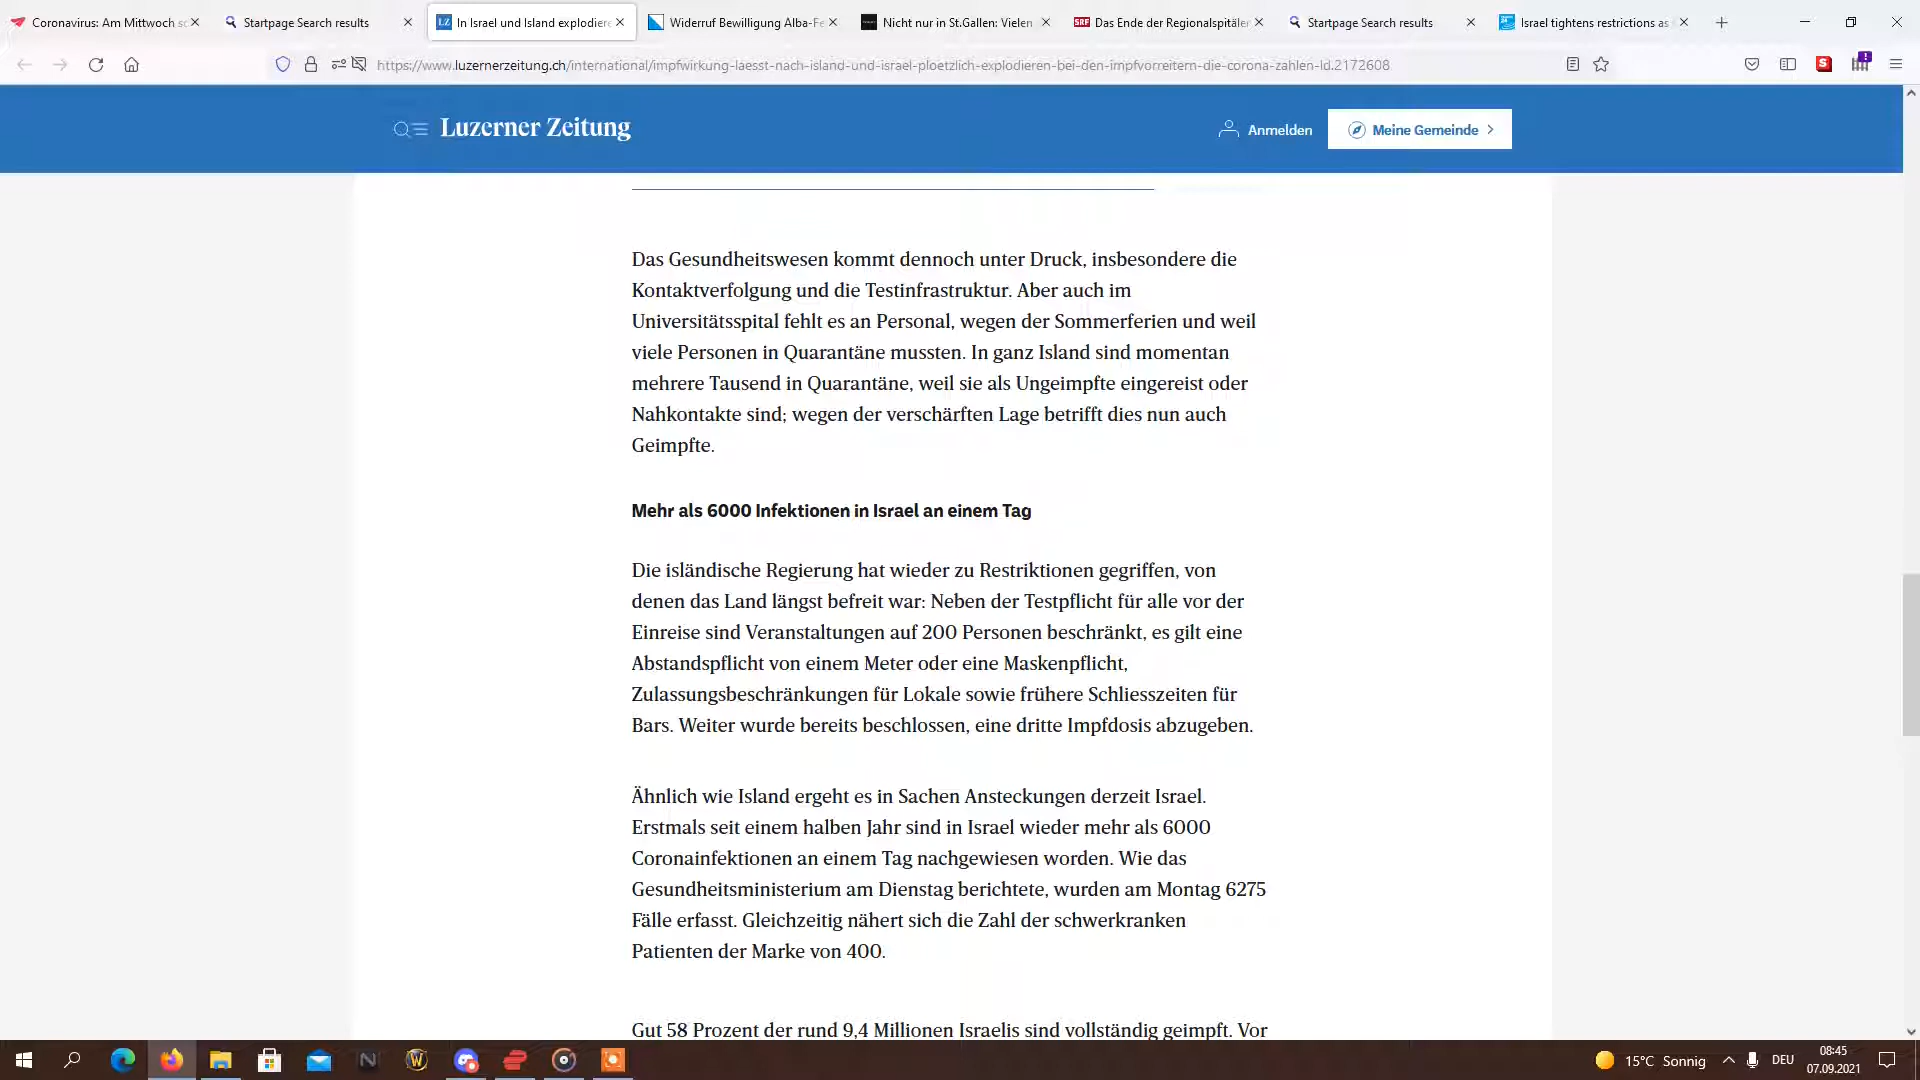 Coronavirus: Am Mittwoch sc
Startpage Search results
In Israel und Island explodiere
Widerruf Bewilligung Alba-Fe
Nicht nur in St.Gallen: Vielen
Das Ende der Regionalspitäler
Startpage Search results
Israel tightens restrictions as
https://www.luzernerzeitung.ch/international/impfwirkung-laesst-nach-island-und-israel-ploetzlich-explodieren-bei-den-impfvorreitern-die-corona-zahlen-ld.2172608
Luzerner Zeitung
Anmelden
Meine Gemeinde
Das Gesundheitswesen kommt dennoch unter Druck, insbesondere die
Kontaktverfolgung und die Testinfrastruktur. Aber auch im
Universitätsspital fehlt es an Personal, wegen der Sommerferien und weil
viele Personen in Quarantäne mussten. In ganz Island sind momentan
mehrere Tausend in Quarantäne, weil sie als Ungeimpfte eingereist oder
Nahkontakte sind; wegen der verschärften Lage betrifft dies nun auch
Geimpfte.
Mehr als 6000 Infektionen in Israel an einem Tag
Die isländische Regierung hat wieder zu Restriktionen gegriffen, von
denen das Land längst befreit war: Neben der Testpflicht für alle vor der
Einreise sind Veranstaltungen auf 200 Personen beschränkt, es gilt eine
Abstandspflicht von einem Meter oder eine Maskenpflicht,
Zulassungsbeschränkungen für Lokale sowie frühere Schliesszeiten für
Bars. Weiter wurde bereits beschlossen, eine dritte Impfdosis abzugeben.
Ähnlich wie Island ergeht es in Sachen Ansteckungen derzeit Israel.
Erstmals seit einem halben Jahr sind in Israel wieder mehr als 6000
Coronainfektionen an einem Tag nachgewiesen worden. Wie das
Gesundheitsministerium am Dienstag berichtete, wurden am Montag 6275
Fälle erfasst. Gleichzeitig nähert sich die Zahl der schwerkranken
Patienten der Marke von 400.
Gut 58 Prozent der rund 9,4 Millionen Israelis sind vollständig geimpft. Vor
15°C Sonnig
DEU
08:45
07.09.2021